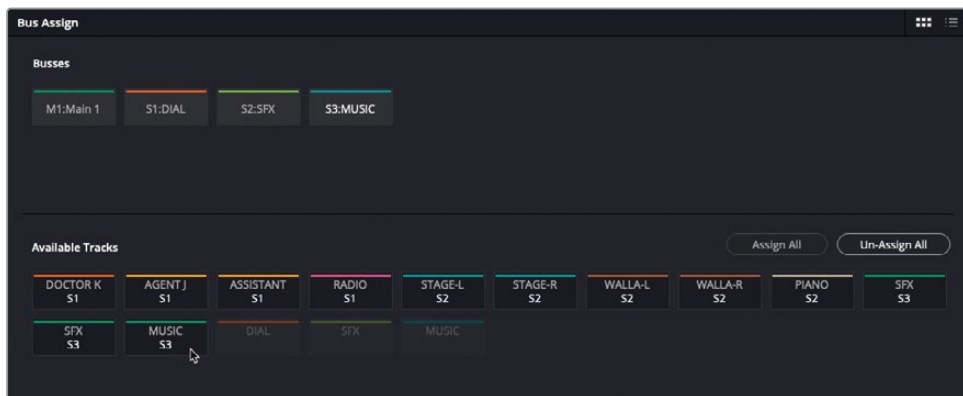 Bus Assign
Busses
M1:Main 1 S1:DIAL S2:SFX S3:MUSIC
Available Tracks Assign All Un-Assign All
DOCTOR K AGENT J ASSISTANT RADIO STAGE-L STAGE-R WALLA-L WALLA-R PIANO SFX
S1 S1 S1 S1 S2 S2 S2 S2 S2 S3
SFX MUSIC DIAL SFX MUSIC
S3 S3